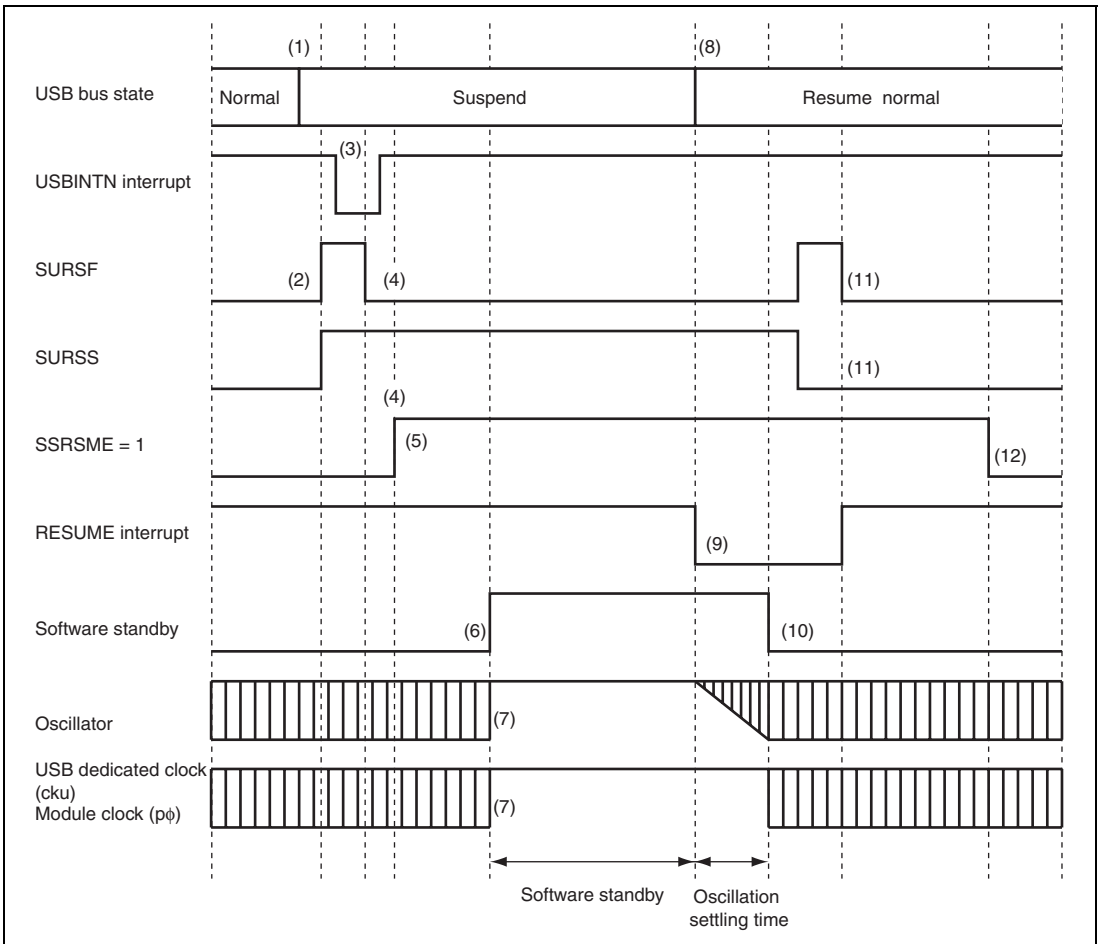 (1) (8)
USB bus state Normal Suspend Resume normal
(3)
USBINTN interrupt
SURSF
(2) (4) (11)
SURSS
(11)
(4)
SSRSME = 1 (5) (12)
RESUME interrupt
(9)
Software standby (6) (10)
Oscillator (7)
USB dedicated clock
(cku)
Module clock (pϕ) (7)
Software standby Oscillation
settling time